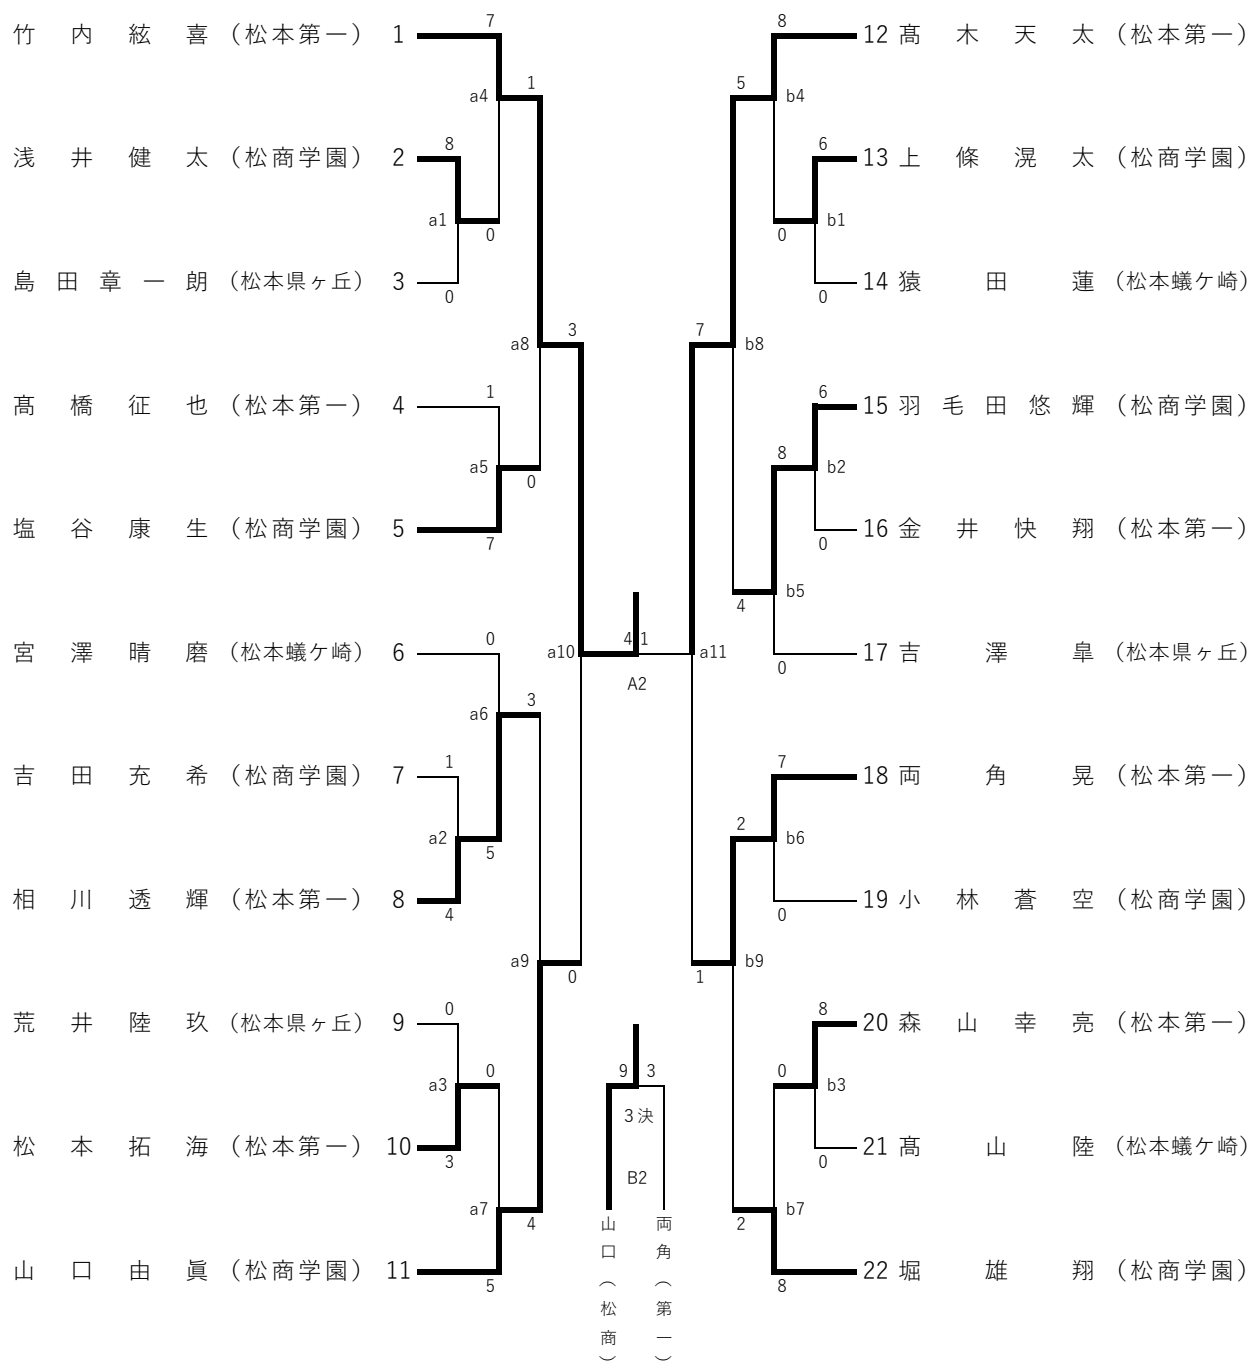 7
8
竹内絃喜（松本第一） 1
12 髙木天太（松本第一）
1
5
a4
b4
8
6
浅井健太（松商学園） 2
13 上條滉太（松商学園）
a1
b1
0
0
島田章一朗（松本県ヶ丘） 3
14 猿田蓮（松本蟻ケ崎）
0
0
3
7
a8
b8
1
6
髙橋征也（松本第一） 4
15 羽毛田悠輝（松商学園）
8
a5
b2
0
塩谷康生（松商学園） 5
16 金井快翔（松本第一）
7
0
b5
4
0
4 1
宮澤晴磨（松本蟻ケ崎） 6
a10
a11
17 吉澤皐（松本県ヶ丘）
0
A2
3
a6
1
7
吉田充希（松商学園） 7
18 両角晃（松本第一）
2
a2
b6
5
相川透輝（松本第一） 8
19 小林蒼空（松商学園）
4
0
a9
b9
0
1
0
8
荒井陸玖（松本県ヶ丘） 9
20 森山幸亮（松本第一）
0
9 3
0
a3
b3
3決
松本拓海（松本第一） 10
21 髙山陸（松本蟻ケ崎）
3
0
B2
a7
b7
4
2
山口由眞（松商学園） 11
22 堀雄翔（松商学園）
5
8
山口（松商）
両角（第一）